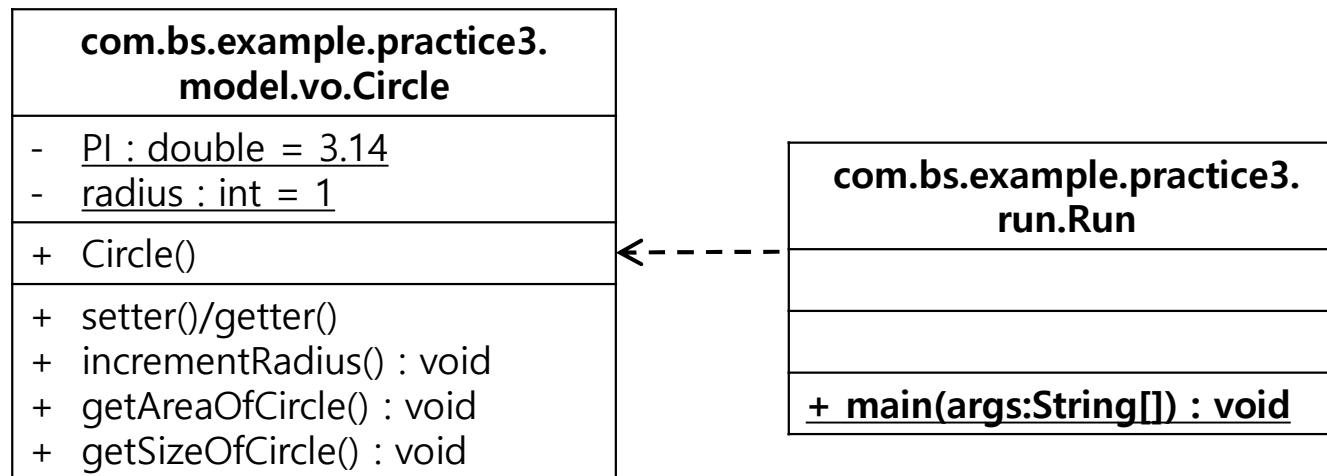 com.bs.example.practice3.
model.vo.Circle
- PI : double = 3.14
- radius : int = 1
+ Circle()
+ setter()/getter()
+ incrementRadius() : void
+ getAreaOfCircle() : void
+ getSizeOfCircle() : void
com.bs.example.practice3.
run.Run
+ main(args:String[]) : void